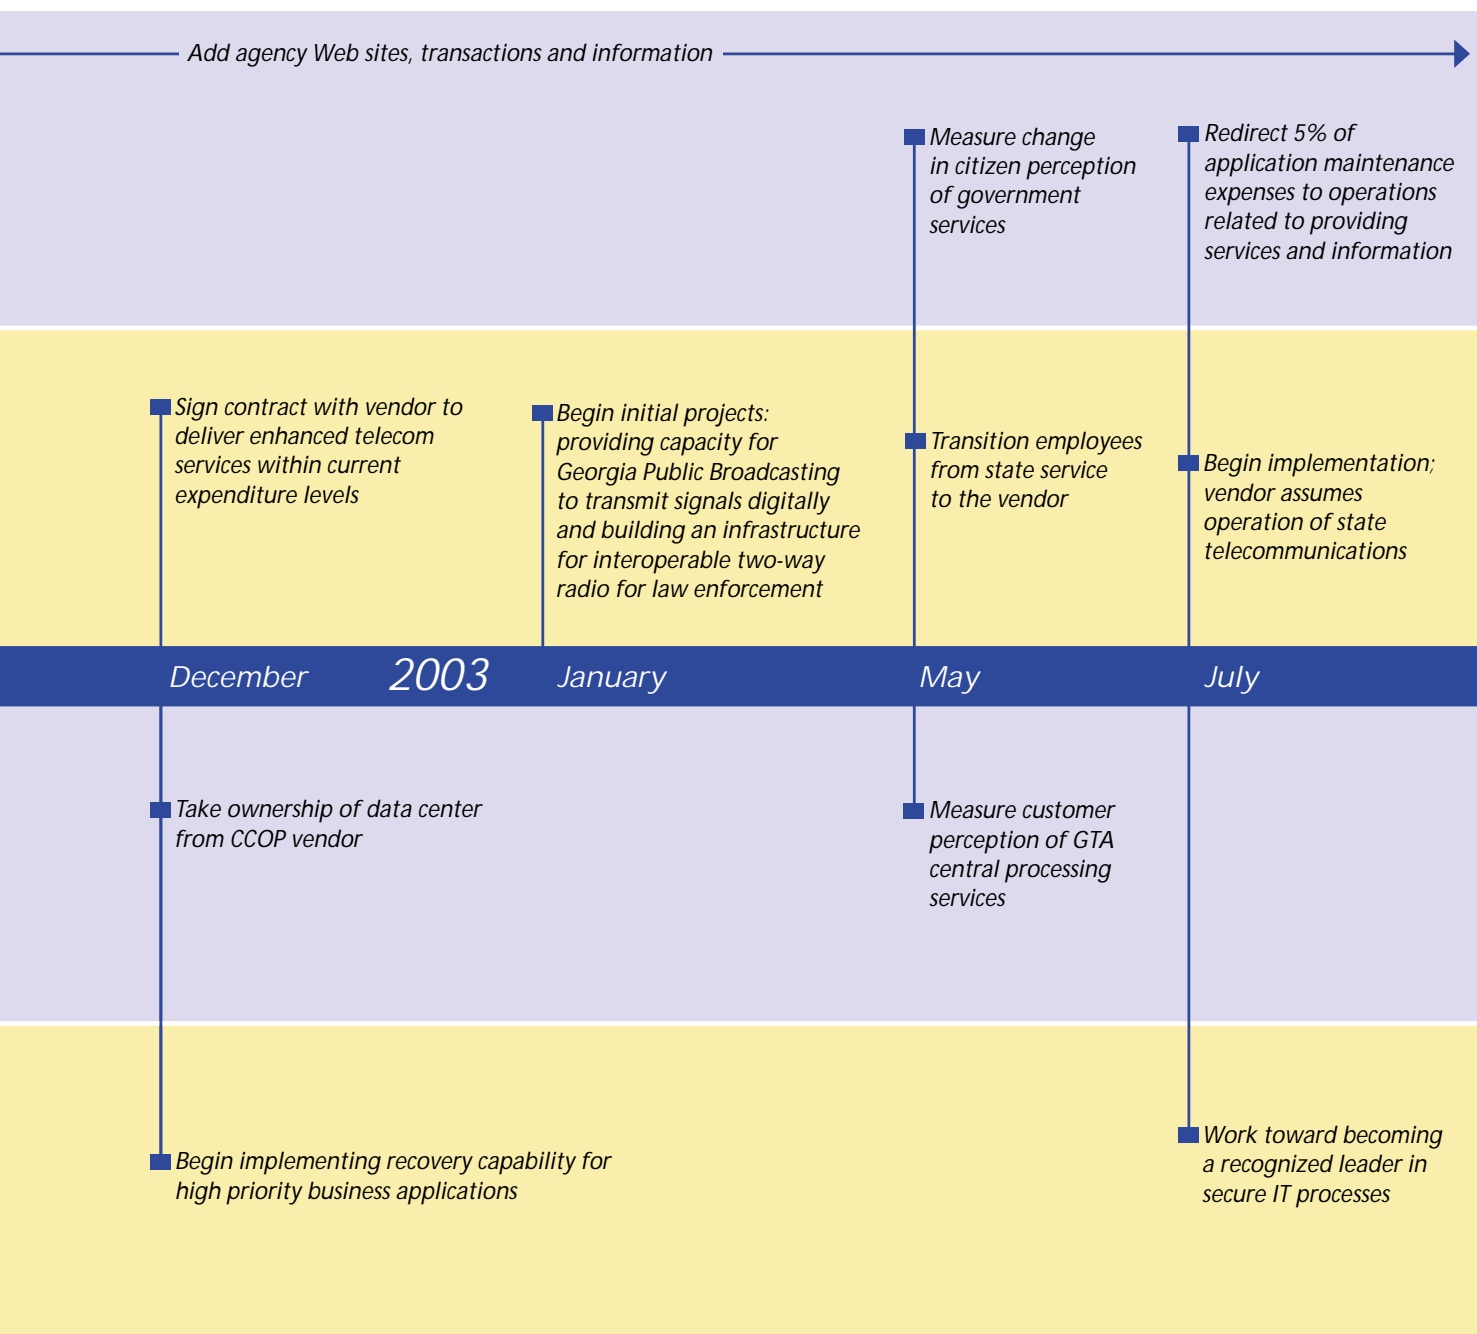 Add agency Web sites, transactions and information
Measure change
in citizen perception
of government
services
Redirect 5% of
application maintenance
expenses to operations
related to providing
services and information
Sign contract with vendor to
deliver enhanced telecom
services within current
expenditure levels
Begin initial projects:
providing capacity for
Georgia Public Broadcasting
to transmit signals digitally
and building an infrastructure
for interoperable two-way
radio for law enforcement
Transition employees
from state service
to the vendor
Begin implementation;
vendor assumes
operation of state
telecommunications
December 2003 January May July
Take ownership of data center
from CCOP vendor
Measure customer
perception of GTA
central processing
services
Begin implementing recovery capability for
high priority business applications
Work toward becoming
a recognized leader in
secure IT processes